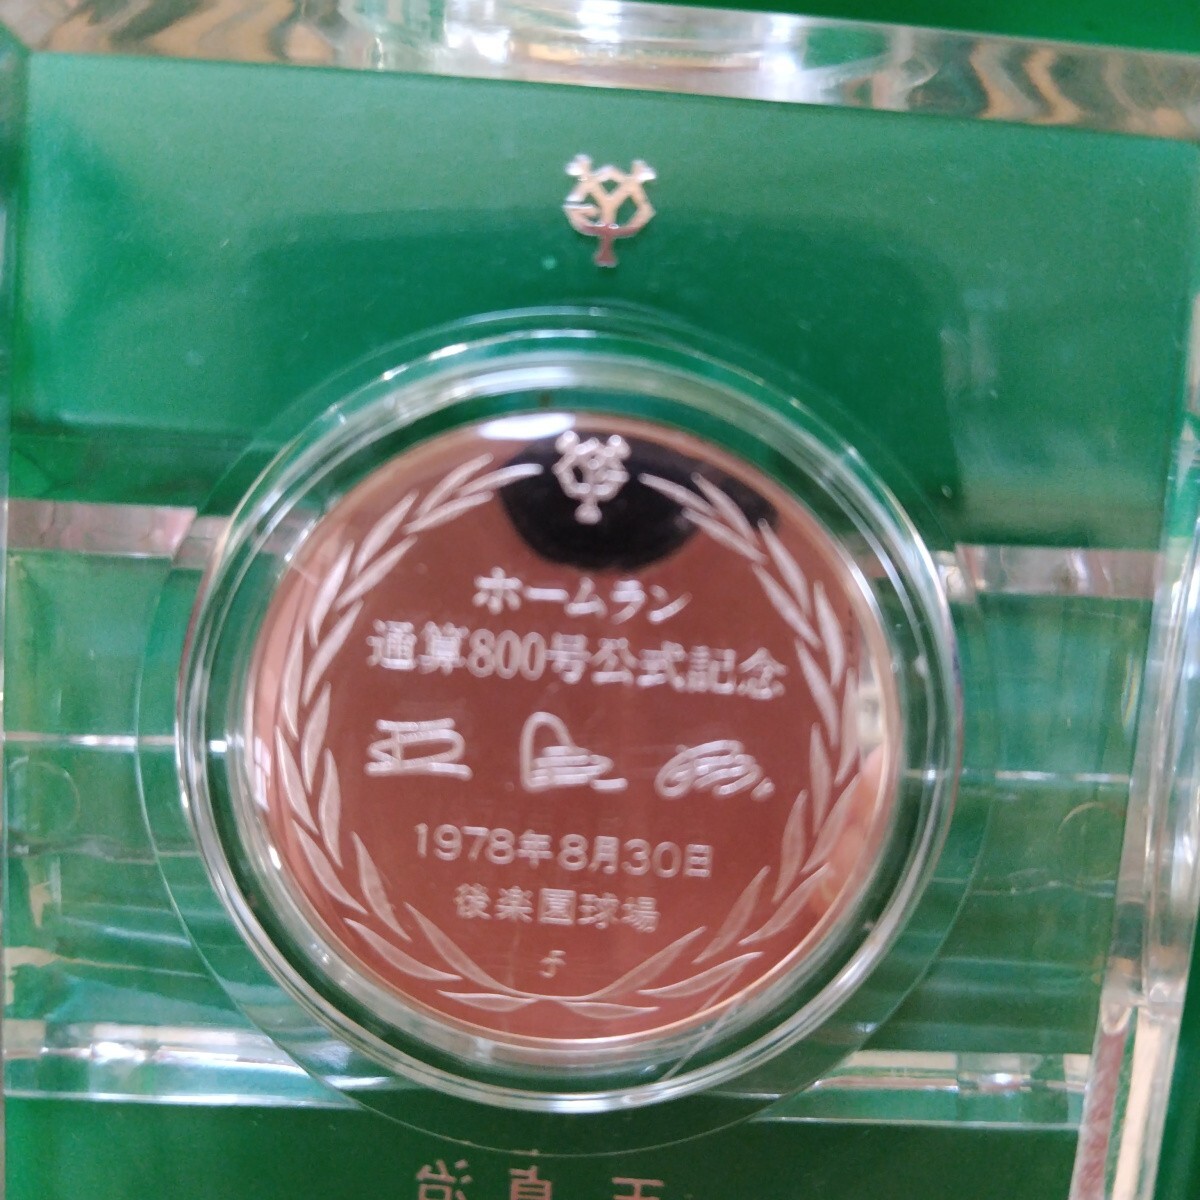 ホームラン
通算800号公式記念
1978年8月30日
後楽園球場